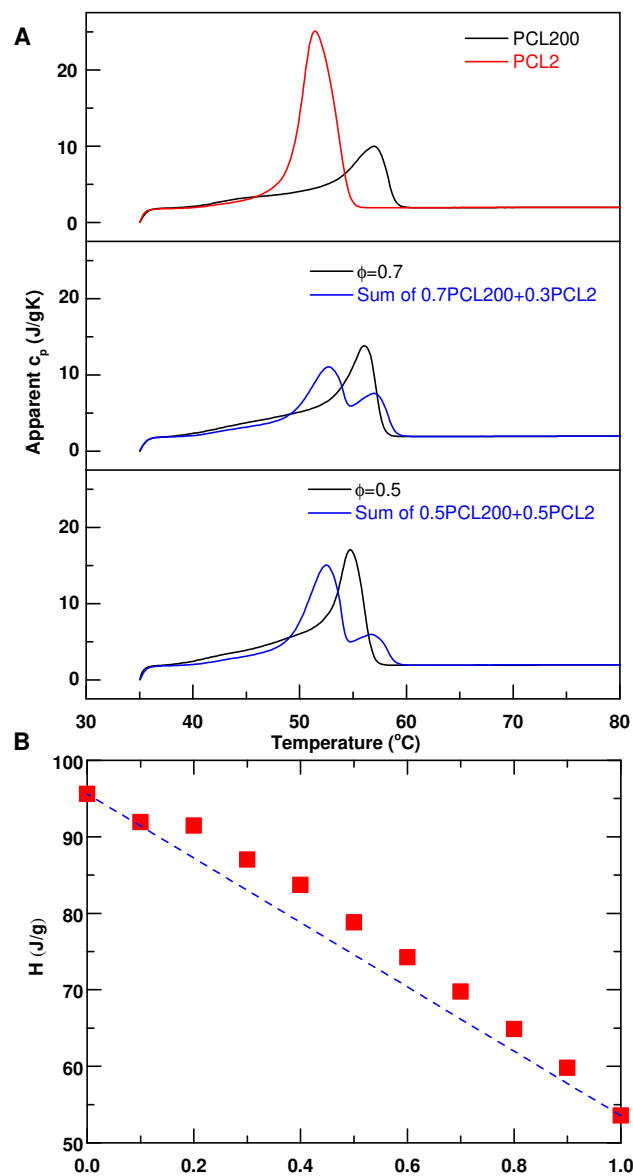 A
PCL200
PCL2
25
20
10
0
ϕ=0.7
Sum of 0.7PCL200+0.3PCL2
20
10
0
Apparent c_p (J/gK)
ϕ=0.5
Sum of 0.5PCL200+0.5PCL2
20
10
0
30 40 50 60 70 80
Temperature (°C)
B
100
90
80
70
60
50
H (J/g)
0.0 0.2 0.4 0.6 0.8 1.0